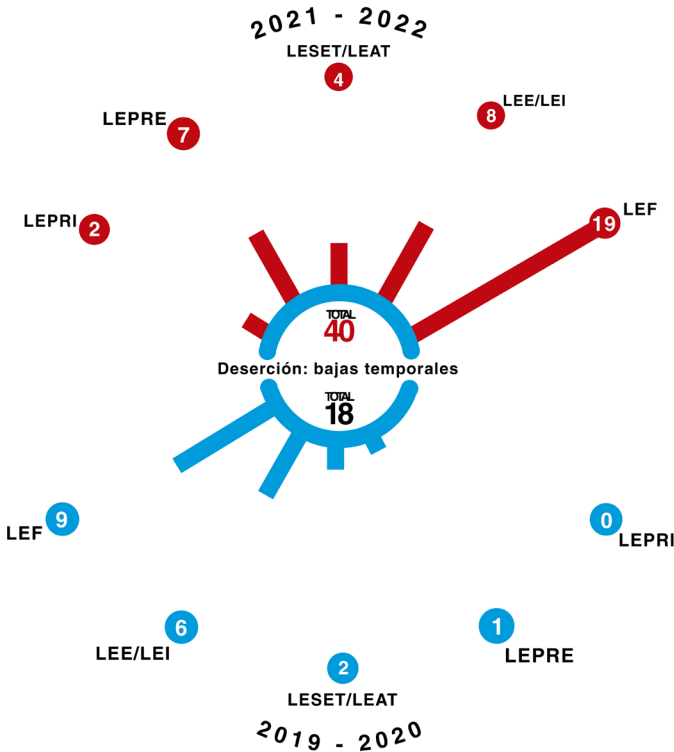 2021 - 2022
LESET/LEAT
4
LEE/LEI
8
LEPRE
7
LEF
19
LEPRI
2
TOTAL
40
Deserción: bajas temporales
TOTAL
18
LEF
9
0
LEPRI
6
LEE/LEI
1
LEPRE
2
LESET/LEAT
2019 - 2020